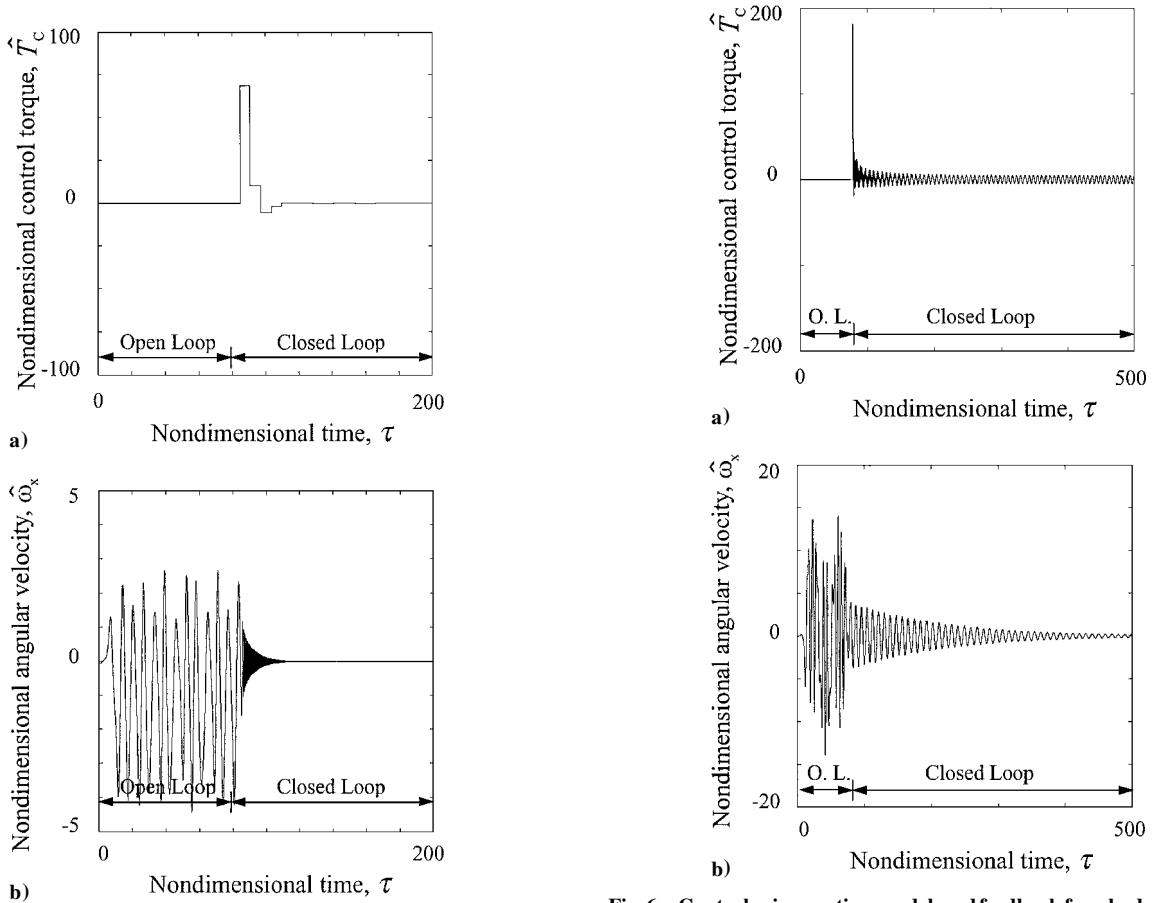 Nondimensional control torque, T̂c
100
0
-100
Open Loop
Closed Loop
0
200
Nondimensional time, τ
a)
Nondimensional angular velocity, ω̂x
5
0
-5
Open Loop
Closed Loop
0
200
Nondimensional time, τ
b)
Nondimensional control torque, T̂c
200
0
-200
O. L.
Closed Loop
0
500
Nondimensional time, τ
a)
Nondimensional angular velocity, ω̂x
20
0
-20
O. L.
Closed Loop
0
500
Nondimensional time, τ
b)